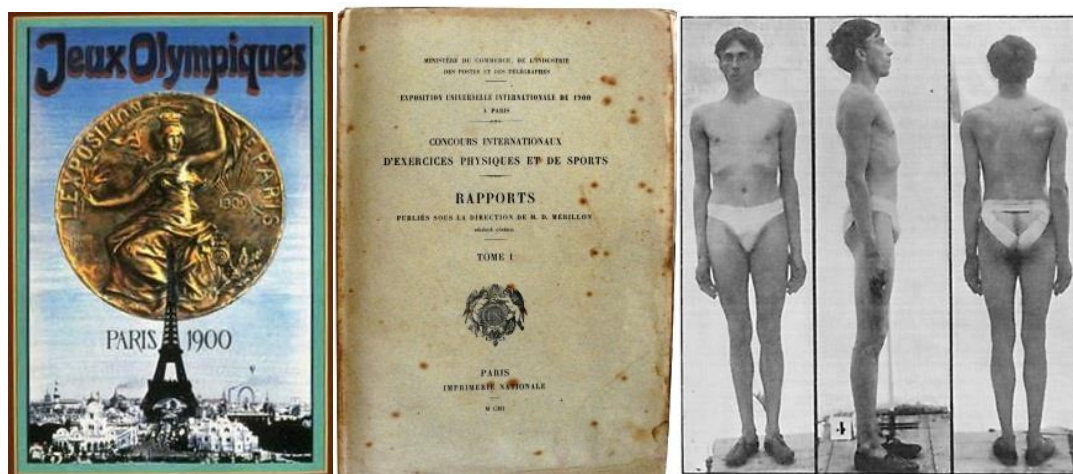 Jeux Olympiques
L'EXPOSITION DE PARIS
1900
PARIS 1900
MINISTÈRE DU COMMERCE, DE L'INDUSTRIE
DES POSTES ET DES TÉLÉGRAPHES
EXPOSITION UNIVERSELLE INTERNATIONALE DE 1900
À PARIS
CONCOURS INTERNATIONAUX
D'EXERCICES PHYSIQUES ET DE SPORTS
RAPPORTS
PUBLIÉS SOUS LA DIRECTION DE M. D. MÉRILLON
TOME I
PARIS
IMPRIMERIE NATIONALE
M CMI
4